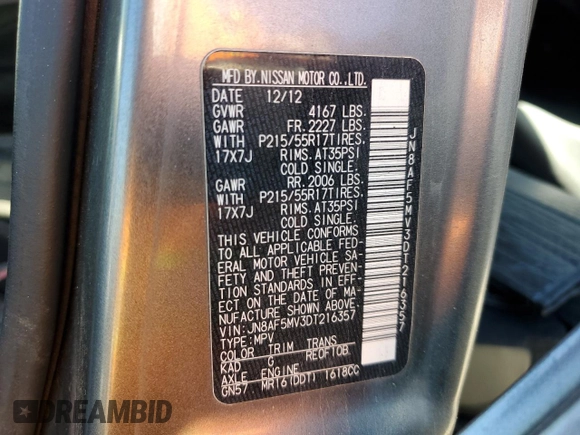 MFD BY.NISSAN MOTOR CO.,LTD.
DATE 12/12
GVWR 4167 LBS.
GAWR FR. 2227 LBS.
WITH P215/55R17TIRES.
17X7J RIMS. AT35PSI
COLD SINGLE.
GAWR RR. 2006 LBS.
WITH P215/55R17TIRES.
17X7J RIMS. AT35PSI
COLD SINGLE.
THIS VEHICLE CONFORMS
TO ALL APPLICABLE FED-
ERAL MOTOR VEHICLE SA-
FETY AND THEFT PREVEN-
TION STANDARDS IN EFF-
ECT ON THE DATE OF MA-
NUFACTURE SHOWN ABOVE.
VIN: JN8AF5MV3DT216357
TYPE: MPV
COLOR TRIM TRANS
KAD G RE0F10B
AXLE ENGINE
GN57 MR16(DDT) 1618CC
JN8AF5MV3DT216357
DREAMBID